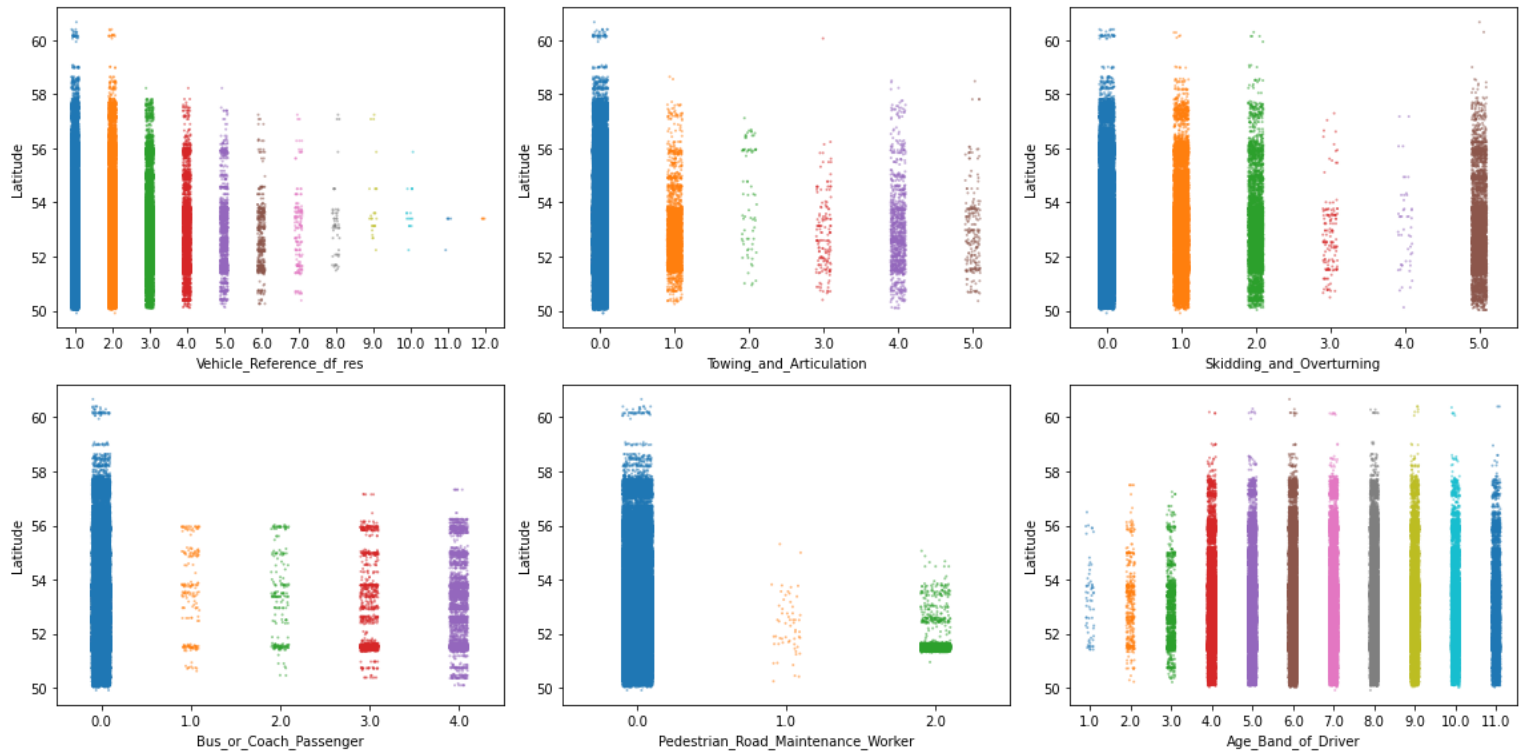 60
58
56
54
52
50
Latitude
1.0 2.0 3.0 4.0 5.0 6.0 7.0 8.0 9.0 10.0 11.0 12.0
Vehicle_Reference_df_res
60
58
56
54
52
50
Latitude
0.0 1.0 2.0 3.0 4.0 5.0
Towing_and_Articulation
60
58
56
54
52
50
Latitude
0.0 1.0 2.0 3.0 4.0 5.0
Skidding_and_Overturning
60
58
56
54
52
50
Latitude
0.0 1.0 2.0 3.0 4.0
Bus_or_Coach_Passenger
60
58
56
54
52
50
Latitude
0.0 1.0 2.0
Pedestrian_Road_Maintenance_Worker
60
58
56
54
52
50
Latitude
1.0 2.0 3.0 4.0 5.0 6.0 7.0 8.0 9.0 10.0 11.0
Age_Band_of_Driver